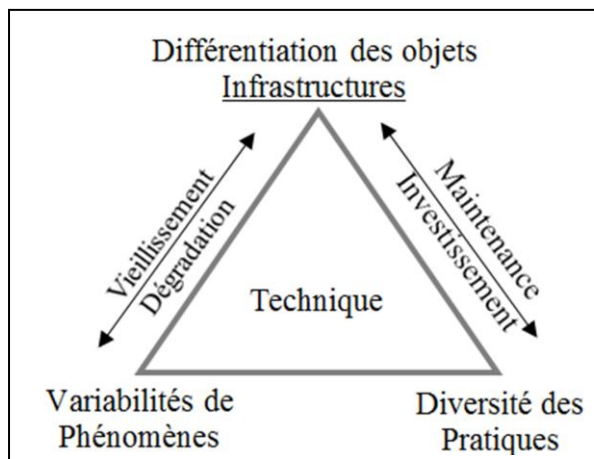 Différentiation des objets
Infrastructures
Vieillissement
Dégradation
Maintenance
Investissement
Technique
Variabilités de
Phénomènes
Diversité des
Pratiques